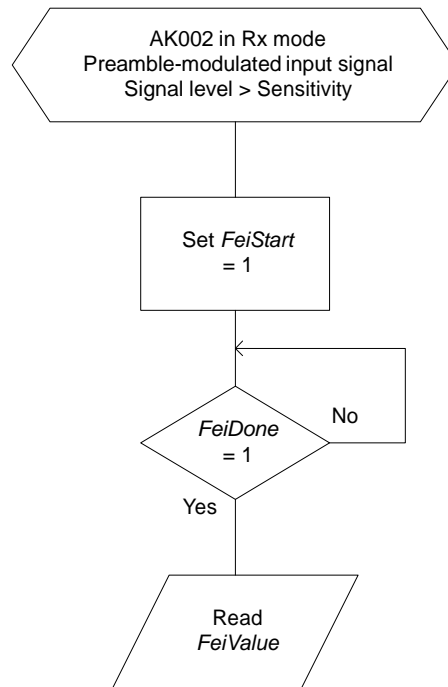 AK002 in Rx mode
Preamble-modulated input signal
Signal level > Sensitivity
Set FeiStart
= 1
FeiDone
= 1
No
Yes
Read
FeiValue